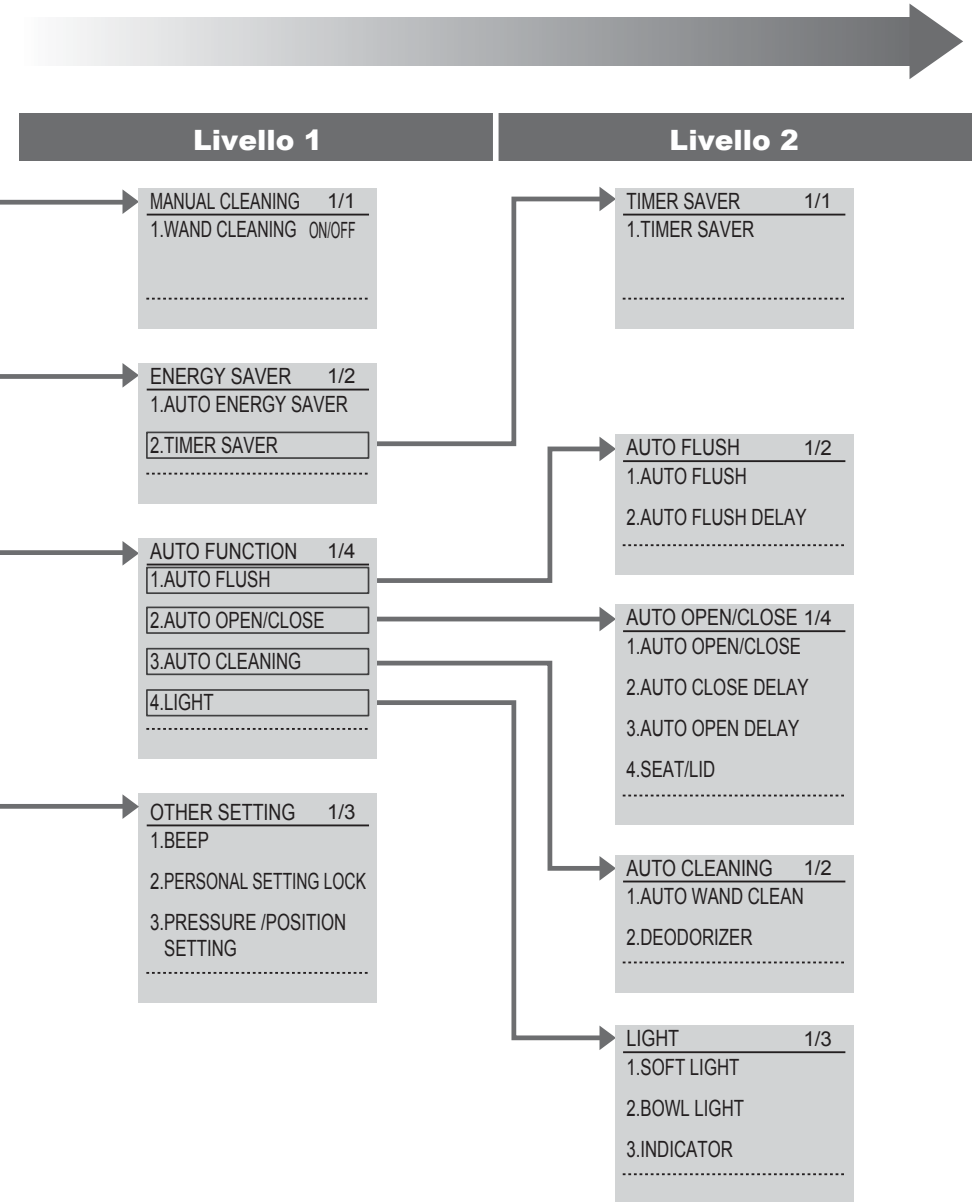 Livello 1
Livello 2
MANUAL CLEANING 1/1
1.WAND CLEANING ON/OFF
ENERGY SAVER 1/2
1.AUTO ENERGY SAVER
2.TIMER SAVER
AUTO FUNCTION 1/4
1.AUTO FLUSH
2.AUTO OPEN/CLOSE
3.AUTO CLEANING
4.LIGHT
OTHER SETTING 1/3
1.BEEP
2.PERSONAL SETTING LOCK
3.PRESSURE /POSITION
SETTING
TIMER SAVER 1/1
1.TIMER SAVER
AUTO FLUSH 1/2
1.AUTO FLUSH
2.AUTO FLUSH DELAY
AUTO OPEN/CLOSE 1/4
1.AUTO OPEN/CLOSE
2.AUTO CLOSE DELAY
3.AUTO OPEN DELAY
4.SEAT/LID
AUTO CLEANING 1/2
1.AUTO WAND CLEAN
2.DEODORIZER
LIGHT 1/3
1.SOFT LIGHT
2.BOWL LIGHT
3.INDICATOR